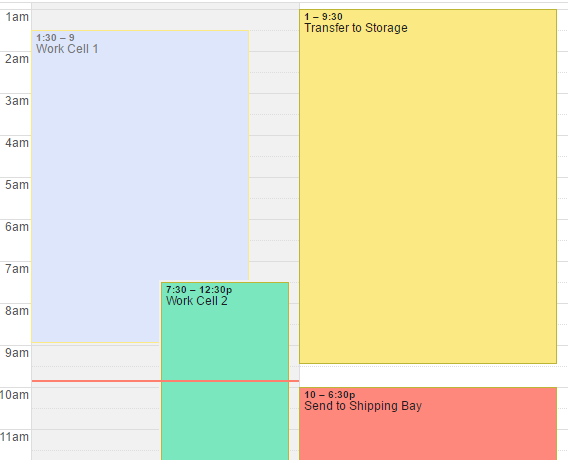 1am
2am
3am
4am
5am
6am
7am
8am
9am
10am
11am
1:30 – 9
Work Cell 1
7:30 – 12:30p
Work Cell 2
1 – 9:30
Transfer to Storage
10 – 6:30p
Send to Shipping Bay